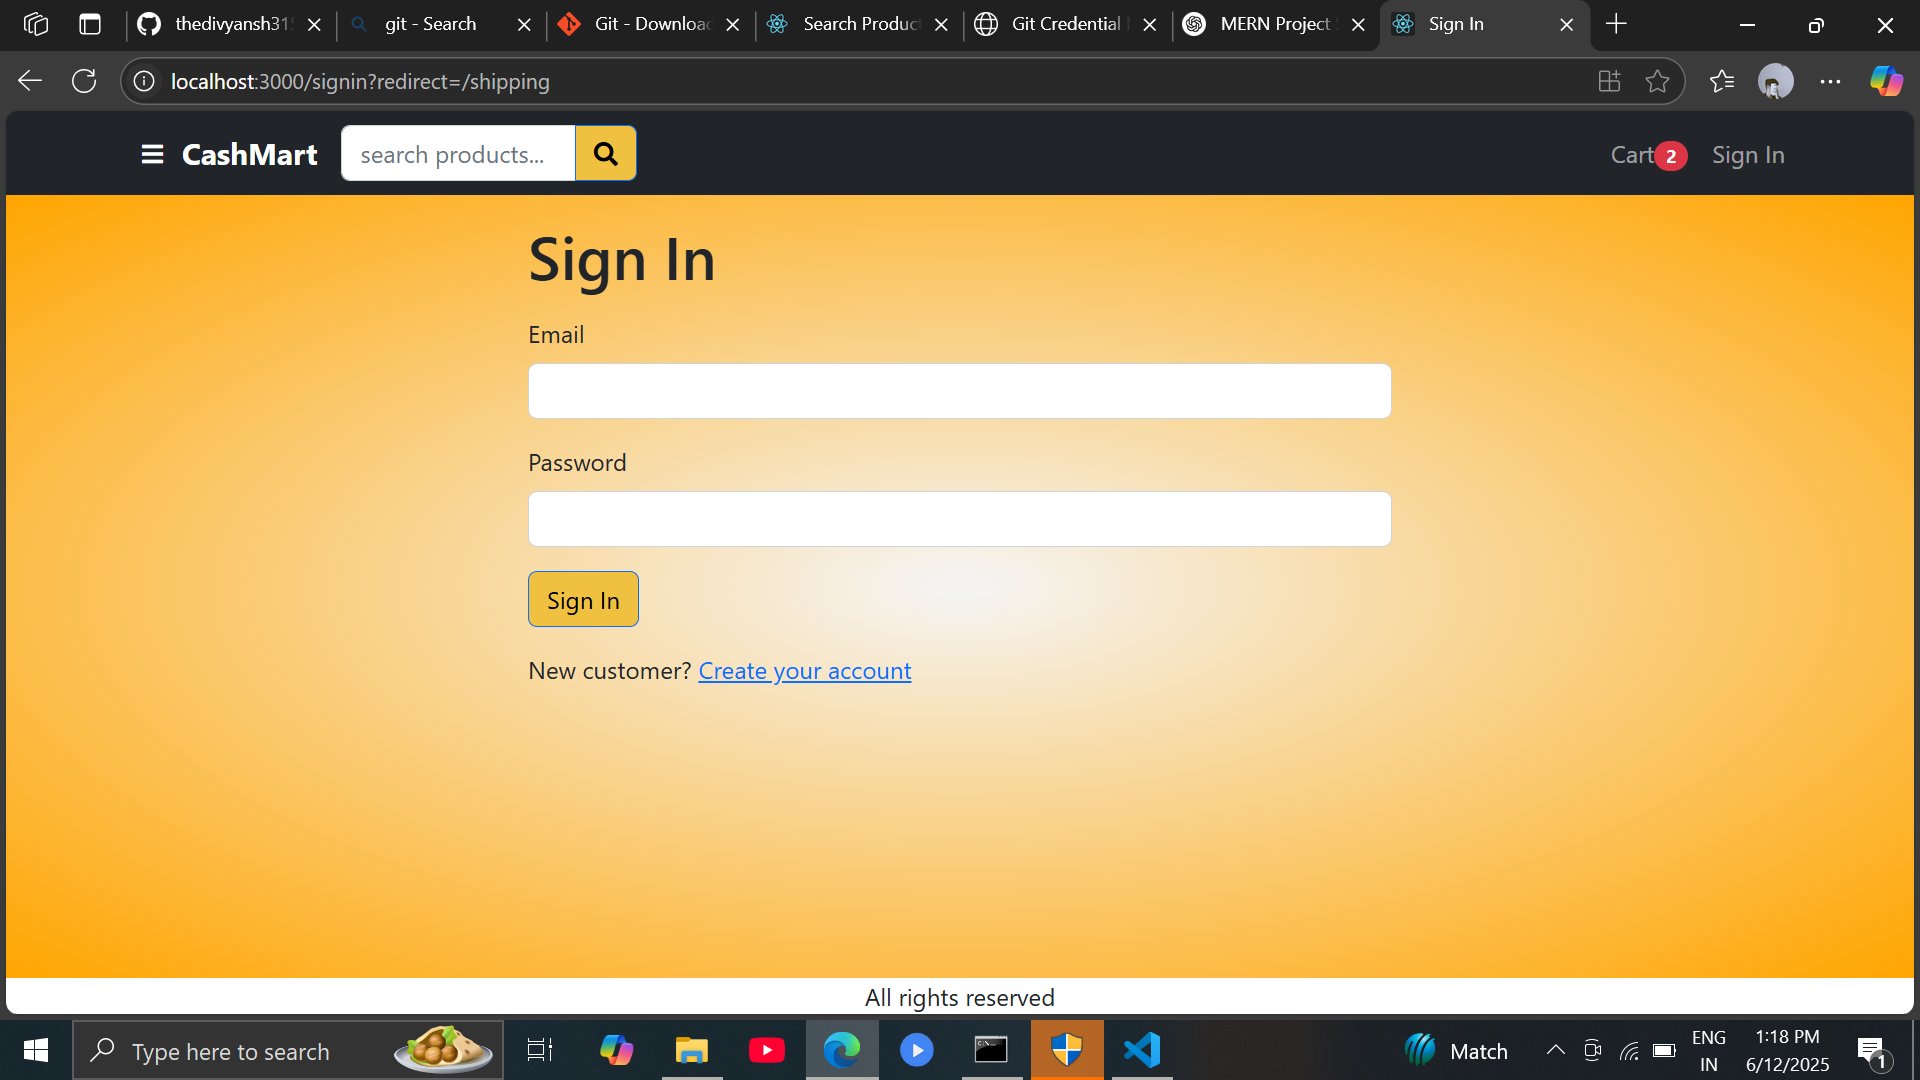 thedivyansh315
git - Search
Git - Download
Search Product
Git Credential
MERN Project
Sign In
localhost:3000/signin?redirect=/shipping
CashMart
search products...
Cart 2
Sign In
Sign In
Email
Password
Sign In
New customer? Create your account
All rights reserved
Type here to search
Match
ENG
IN
1:18 PM
6/12/2025
1